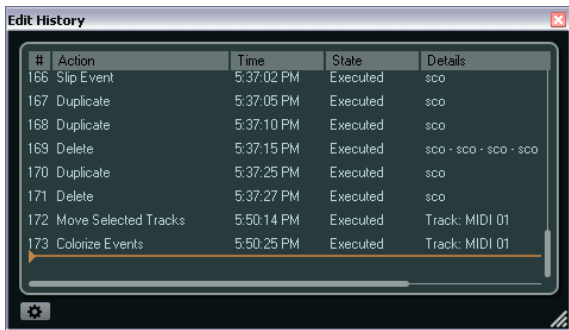 Edit History
# Action Time State Details
166 Slip Event 5:37:02 PM Executed sco
167 Duplicate 5:37:05 PM Executed sco
168 Duplicate 5:37:10 PM Executed sco
169 Delete 5:37:15 PM Executed sco - sco - sco - sco
170 Duplicate 5:37:25 PM Executed sco
171 Delete 5:37:27 PM Executed sco
172 Move Selected Tracks 5:50:14 PM Executed Track: MIDI 01
173 Colorize Events 5:50:25 PM Executed Track: MIDI 01